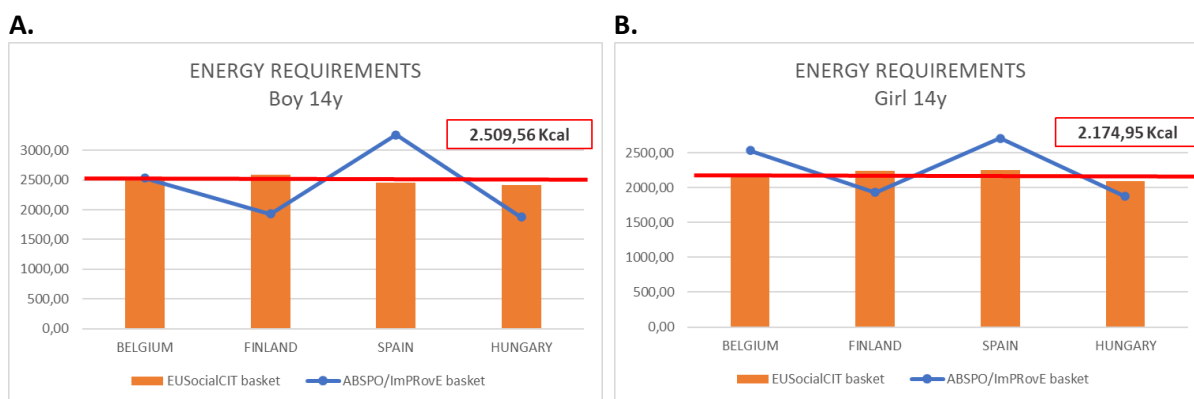 A.
ENERGY REQUIREMENTS
Boy 14y
2.509,56 Kcal
3000,00
2500,00
2000,00
1500,00
1000,00
500,00
0,00
BELGIUM FINLAND SPAIN HUNGARY
EUSocialCIT basket ABSPO/ImPRovE basket
B.
ENERGY REQUIREMENTS
Girl 14y
2.174,95 Kcal
2500,00
2000,00
1500,00
1000,00
500,00
0,00
BELGIUM FINLAND SPAIN HUNGARY
EUSocialCIT basket ABSPO/ImPRovE basket